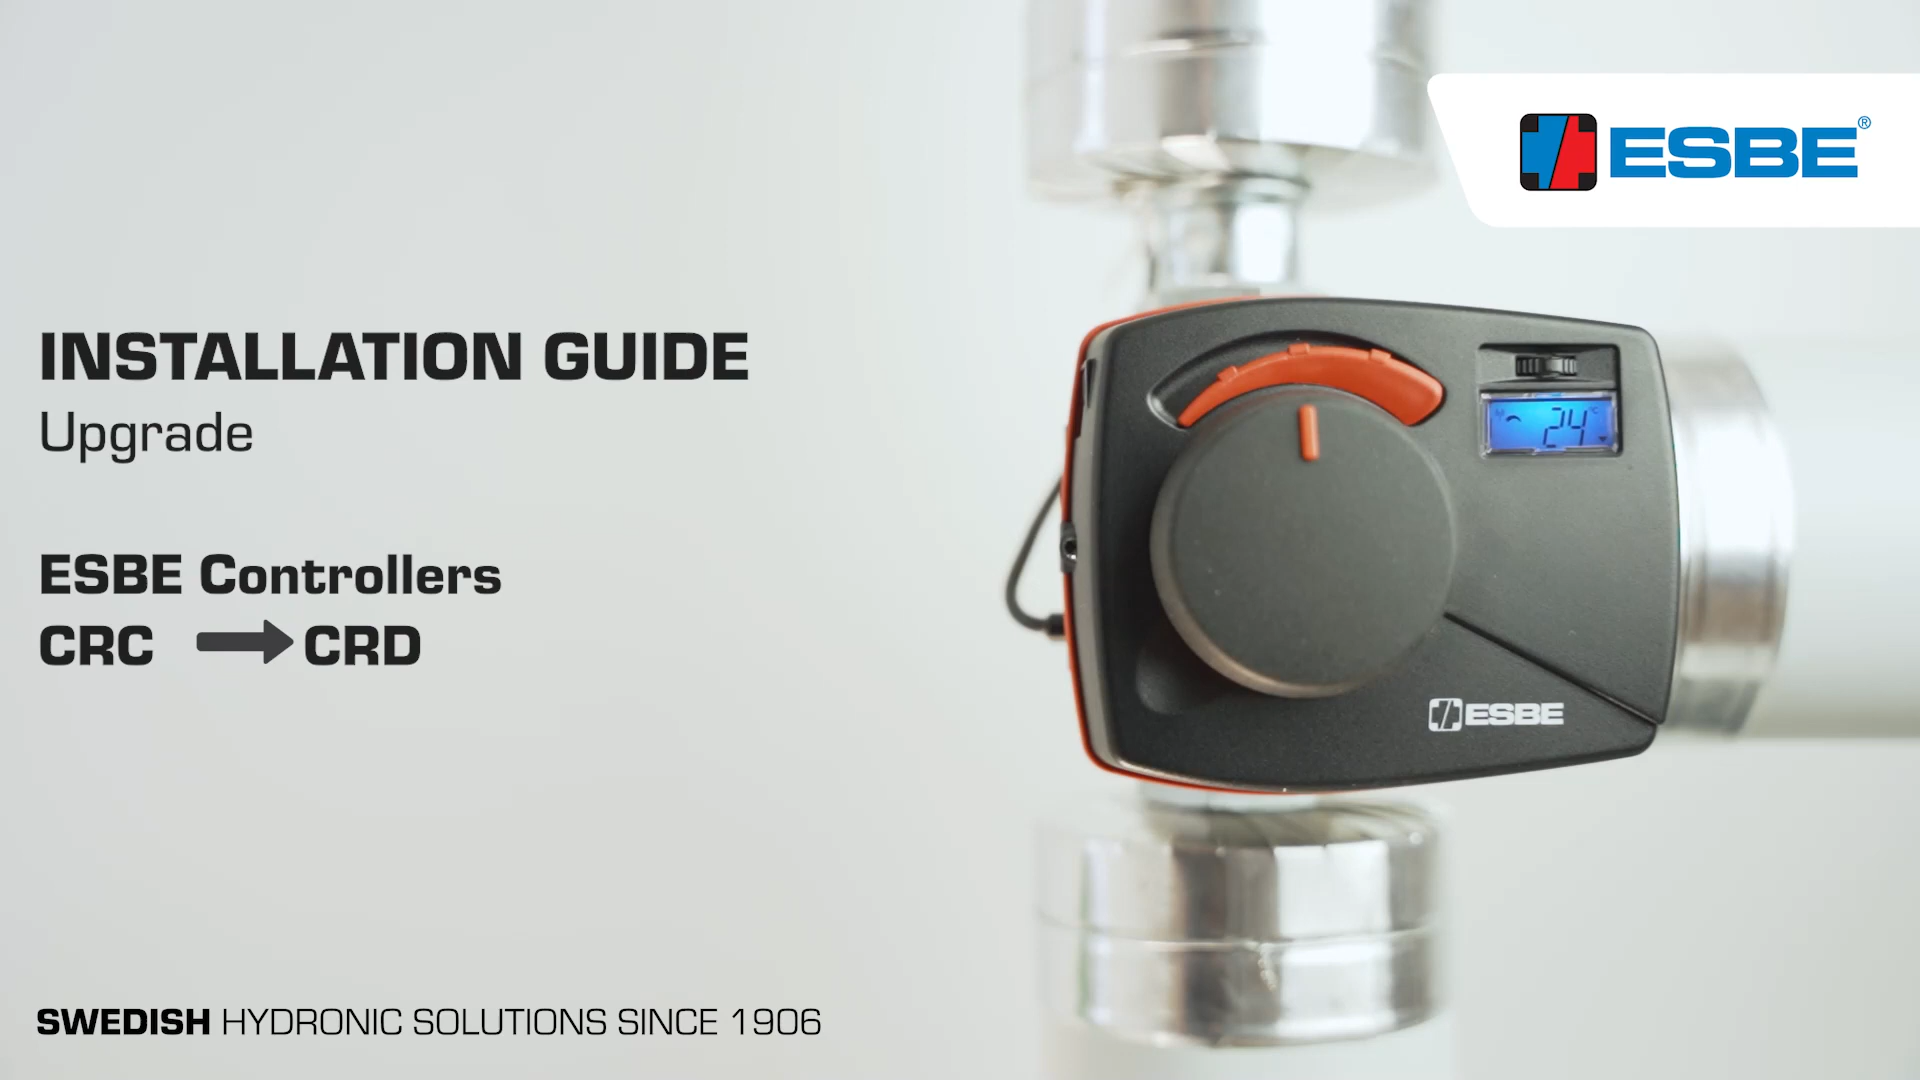 ESBE®
INSTALLATION GUIDE
Upgrade
ESBE Controllers
CRC → CRD
24 °C
ESBE
SWEDISH HYDRONIC SOLUTIONS SINCE 1906